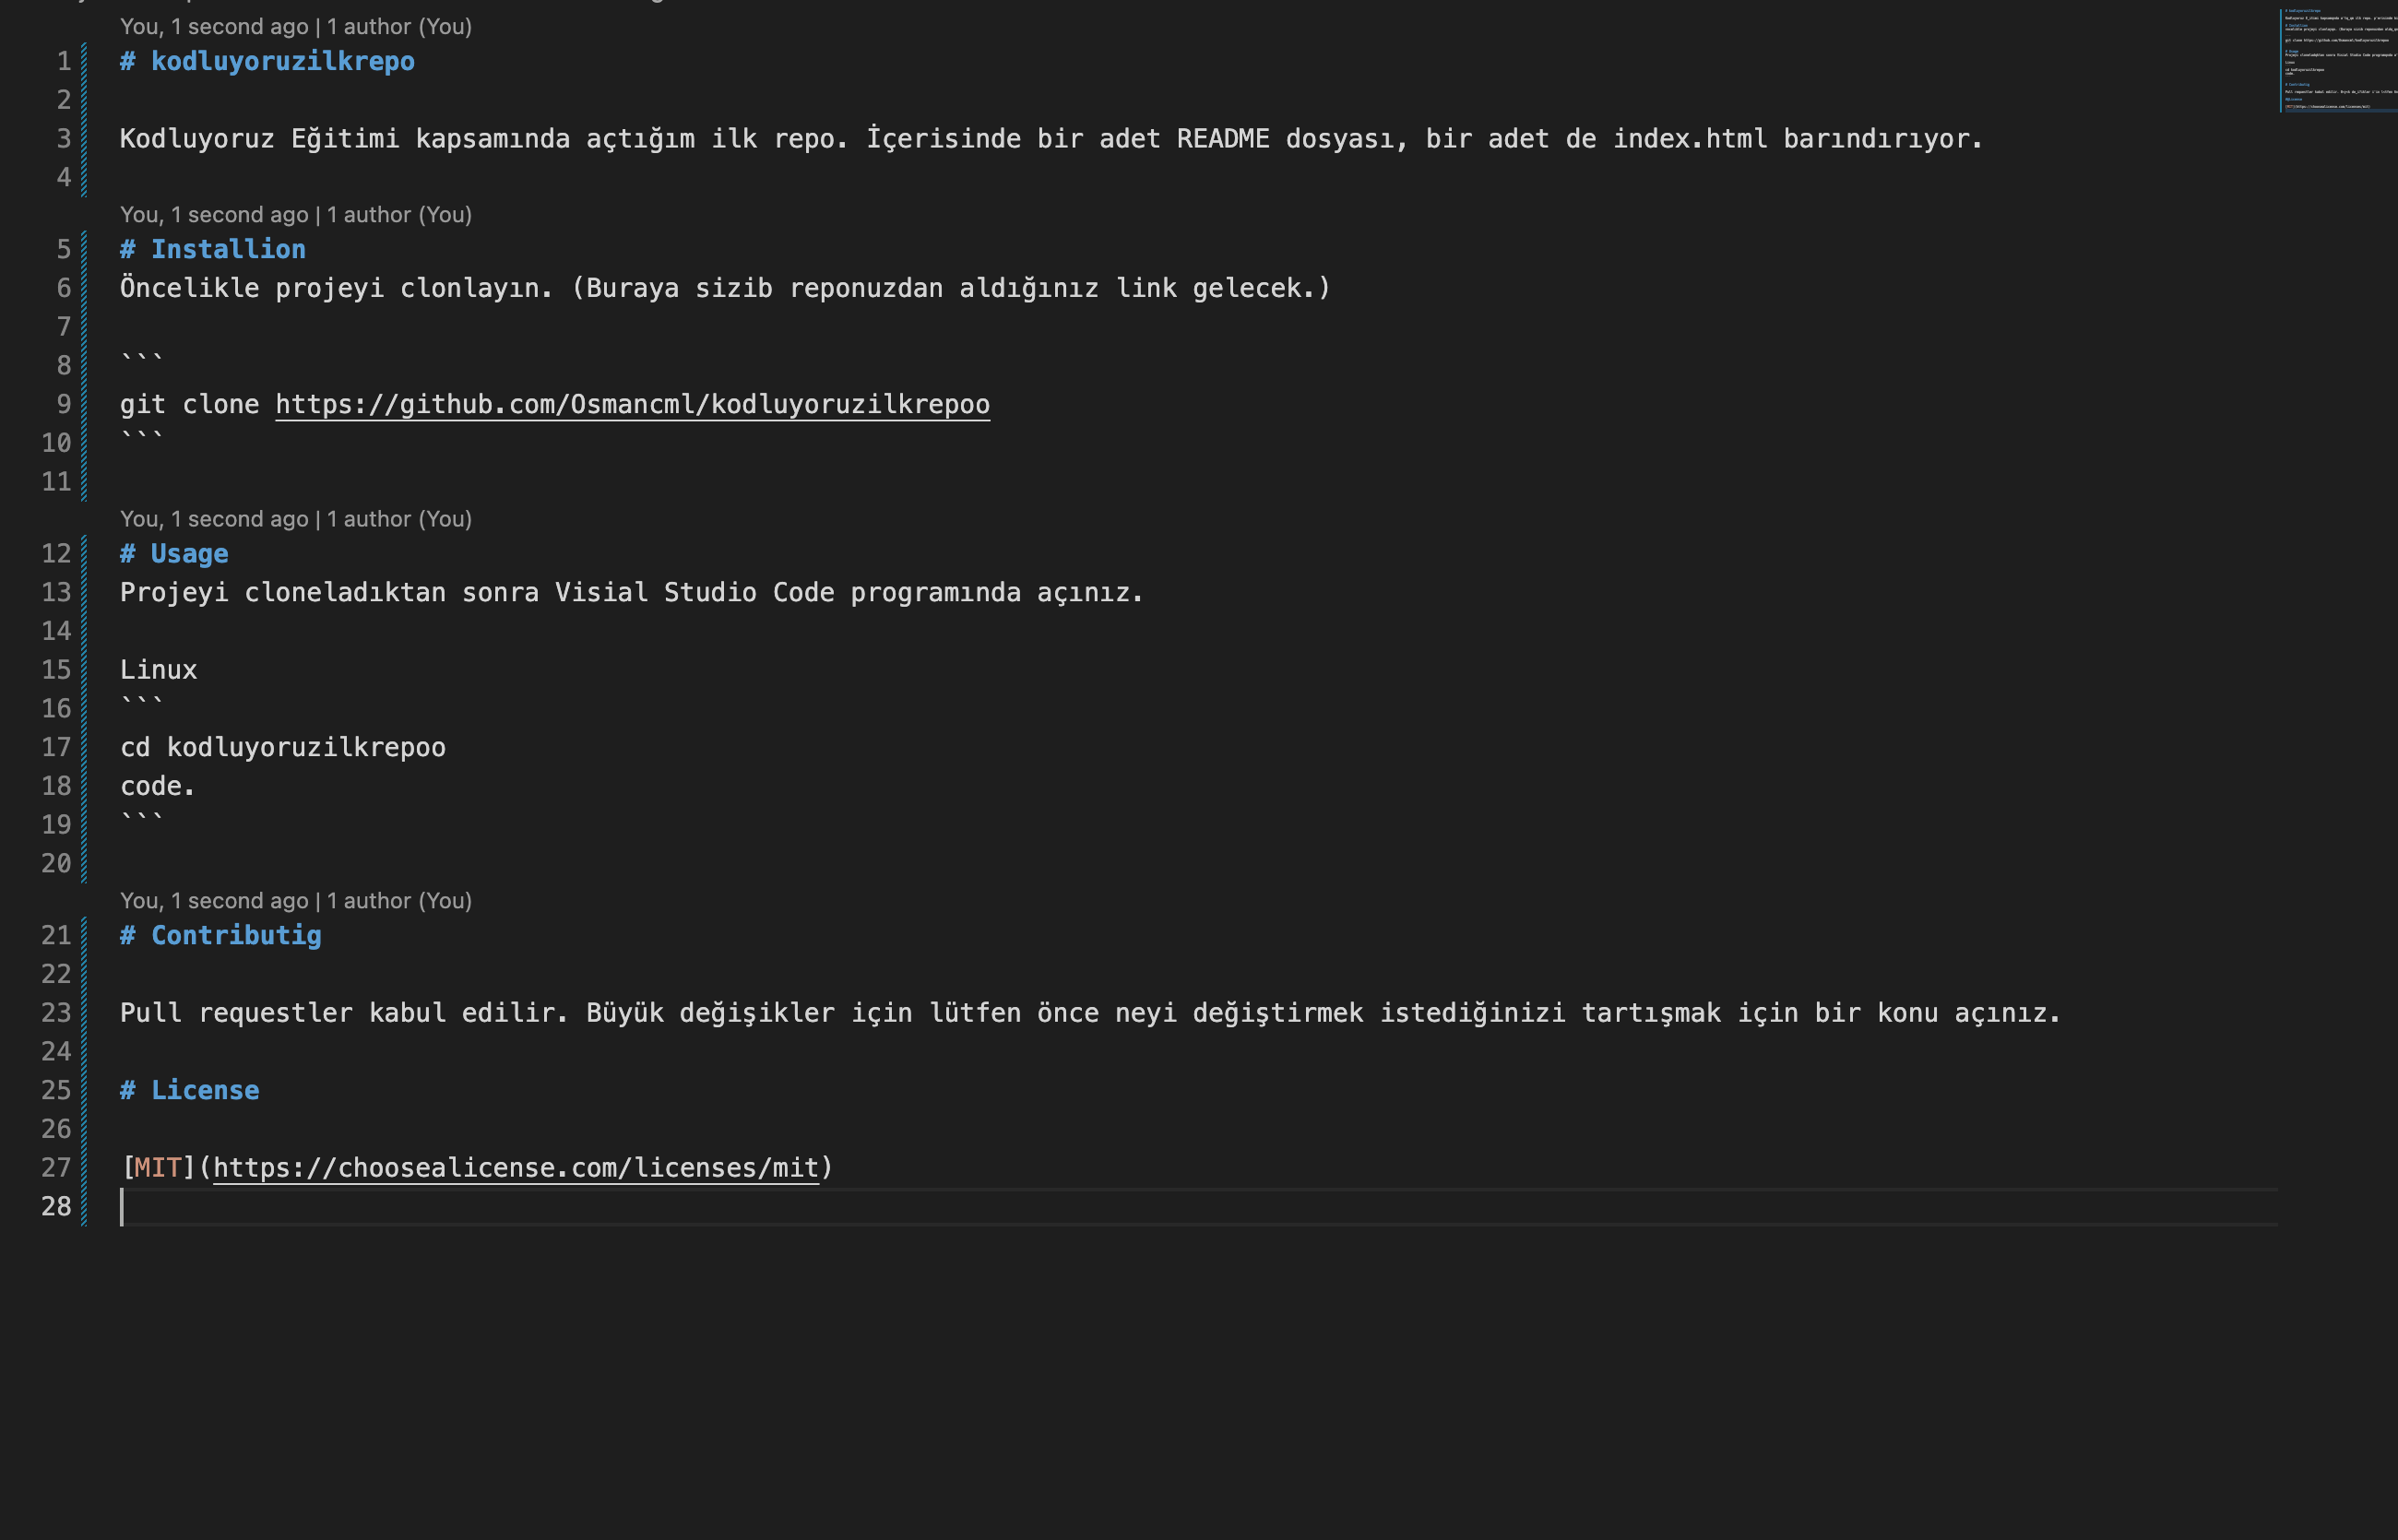 You, 1 second ago | 1 author (You)
1 # kodluyoruzilkrepo
2
3 Kodluyoruz Eğitimi kapsamında açtığım ilk repo. İçerisinde bir adet README dosyası, bir adet de index.html barındırıyor.
4
You, 1 second ago | 1 author (You)
5 # Installion
6 Öncelikle projeyi clonlayın. (Buraya sizib reponuzdan aldığınız link gelecek.)
7
8 ```
9 git clone https://github.com/Osmancml/kodluyoruzilkrepoo
10 ```
11
You, 1 second ago | 1 author (You)
12 # Usage
13 Projeyi cloneladıktan sonra Visial Studio Code programında açınız.
14
15 Linux
16 ```
17 cd kodluyoruzilkrepoo
18 code.
19 ```
20
You, 1 second ago | 1 author (You)
21 # Contributig
22
23 Pull requestler kabul edilir. Büyük değişikler için lütfen önce neyi değiştirmek istediğinizi tartışmak için bir konu açınız.
24
25 # License
26
27 [MIT](https://choosealicense.com/licenses/mit)
28